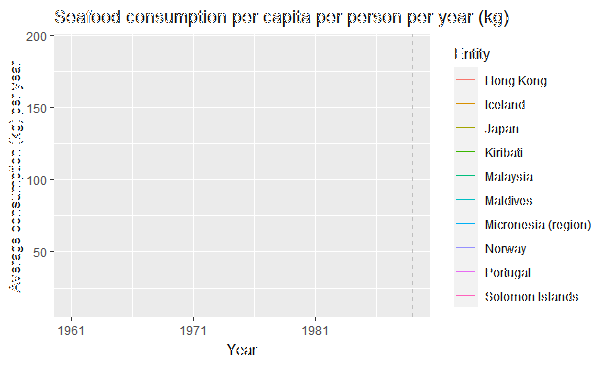 Seafood consumption per capita per person per year (kg)
Average consumption (kg) per year
200
150
100
50
1961
1971
1981
Year
Entity
Hong Kong
Iceland
Japan
Kiribati
Malaysia
Maldives
Micronesia (region)
Norway
Portugal
Solomon Islands